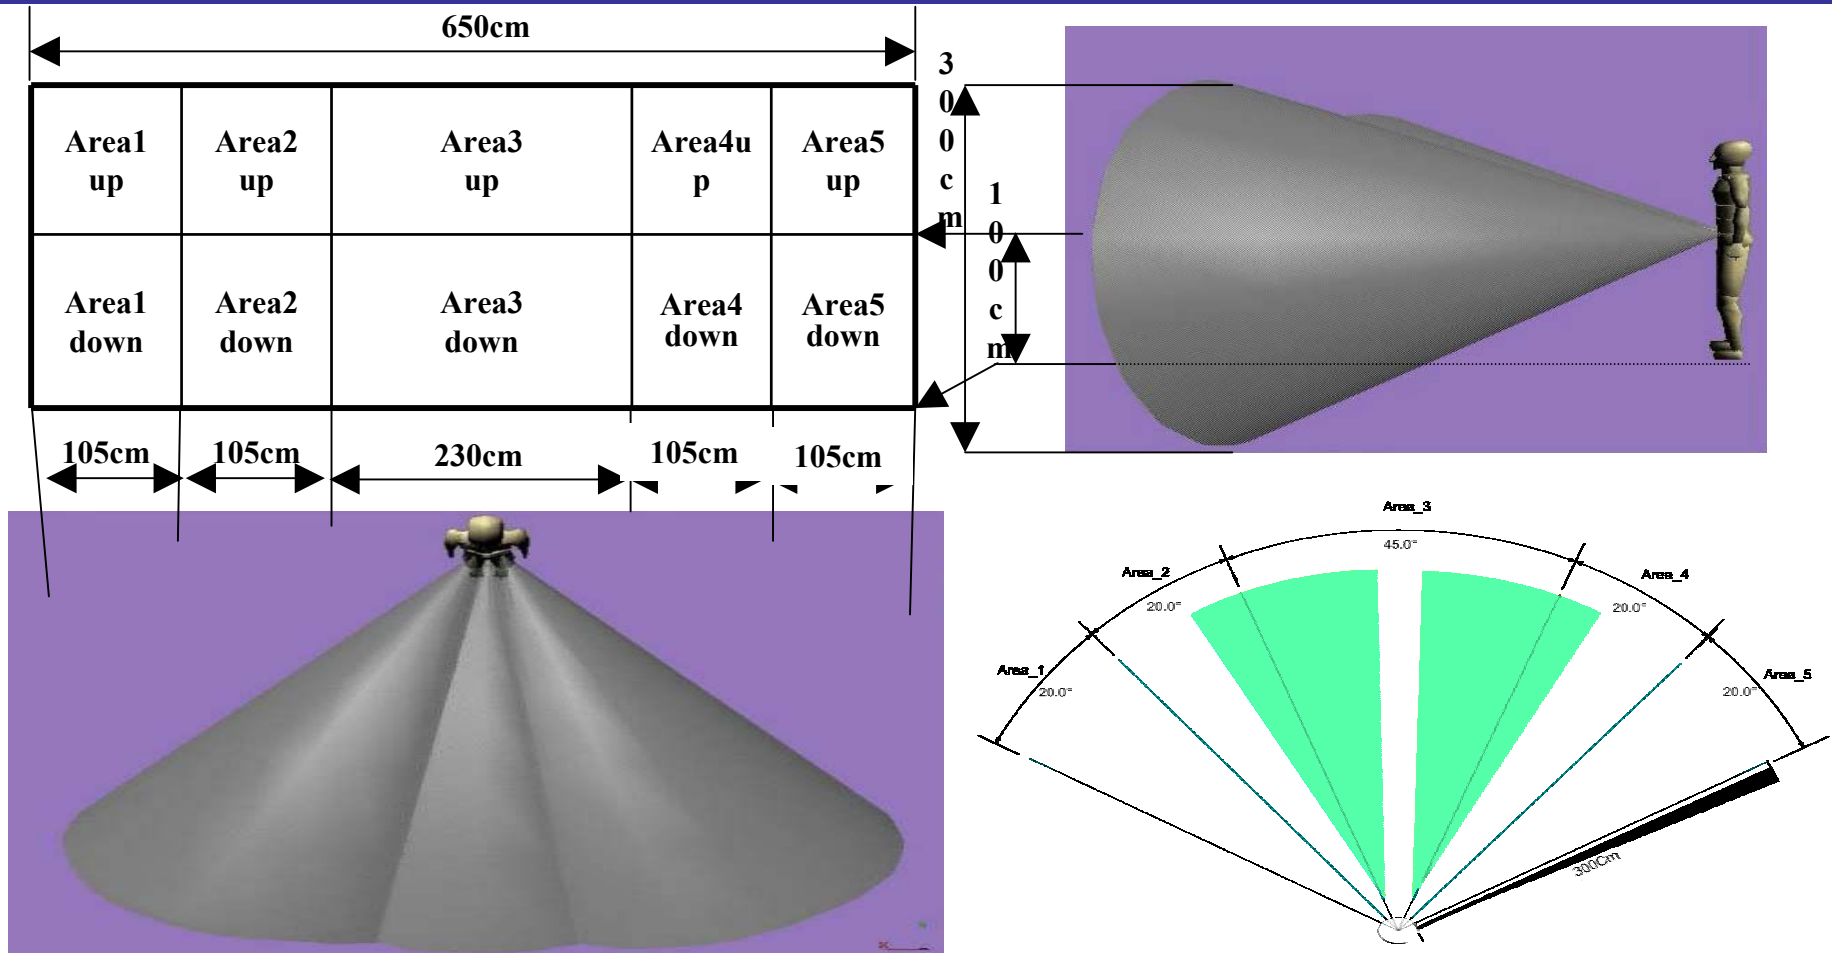 650cm
Area1
up
Area2
up
Area3
up
Area4u
p
Area5
up
Area1
down
Area2
down
Area3
down
Area4
down
Area5
down
3
0
0
c
m
1
0
0
c
m
105cm
105cm
230cm
105cm
105cm
Area_3
45.0°
Area_2
20.0°
Area_4
20.0°
Area_1
20.0°
Area_5
20.0°
300Cm